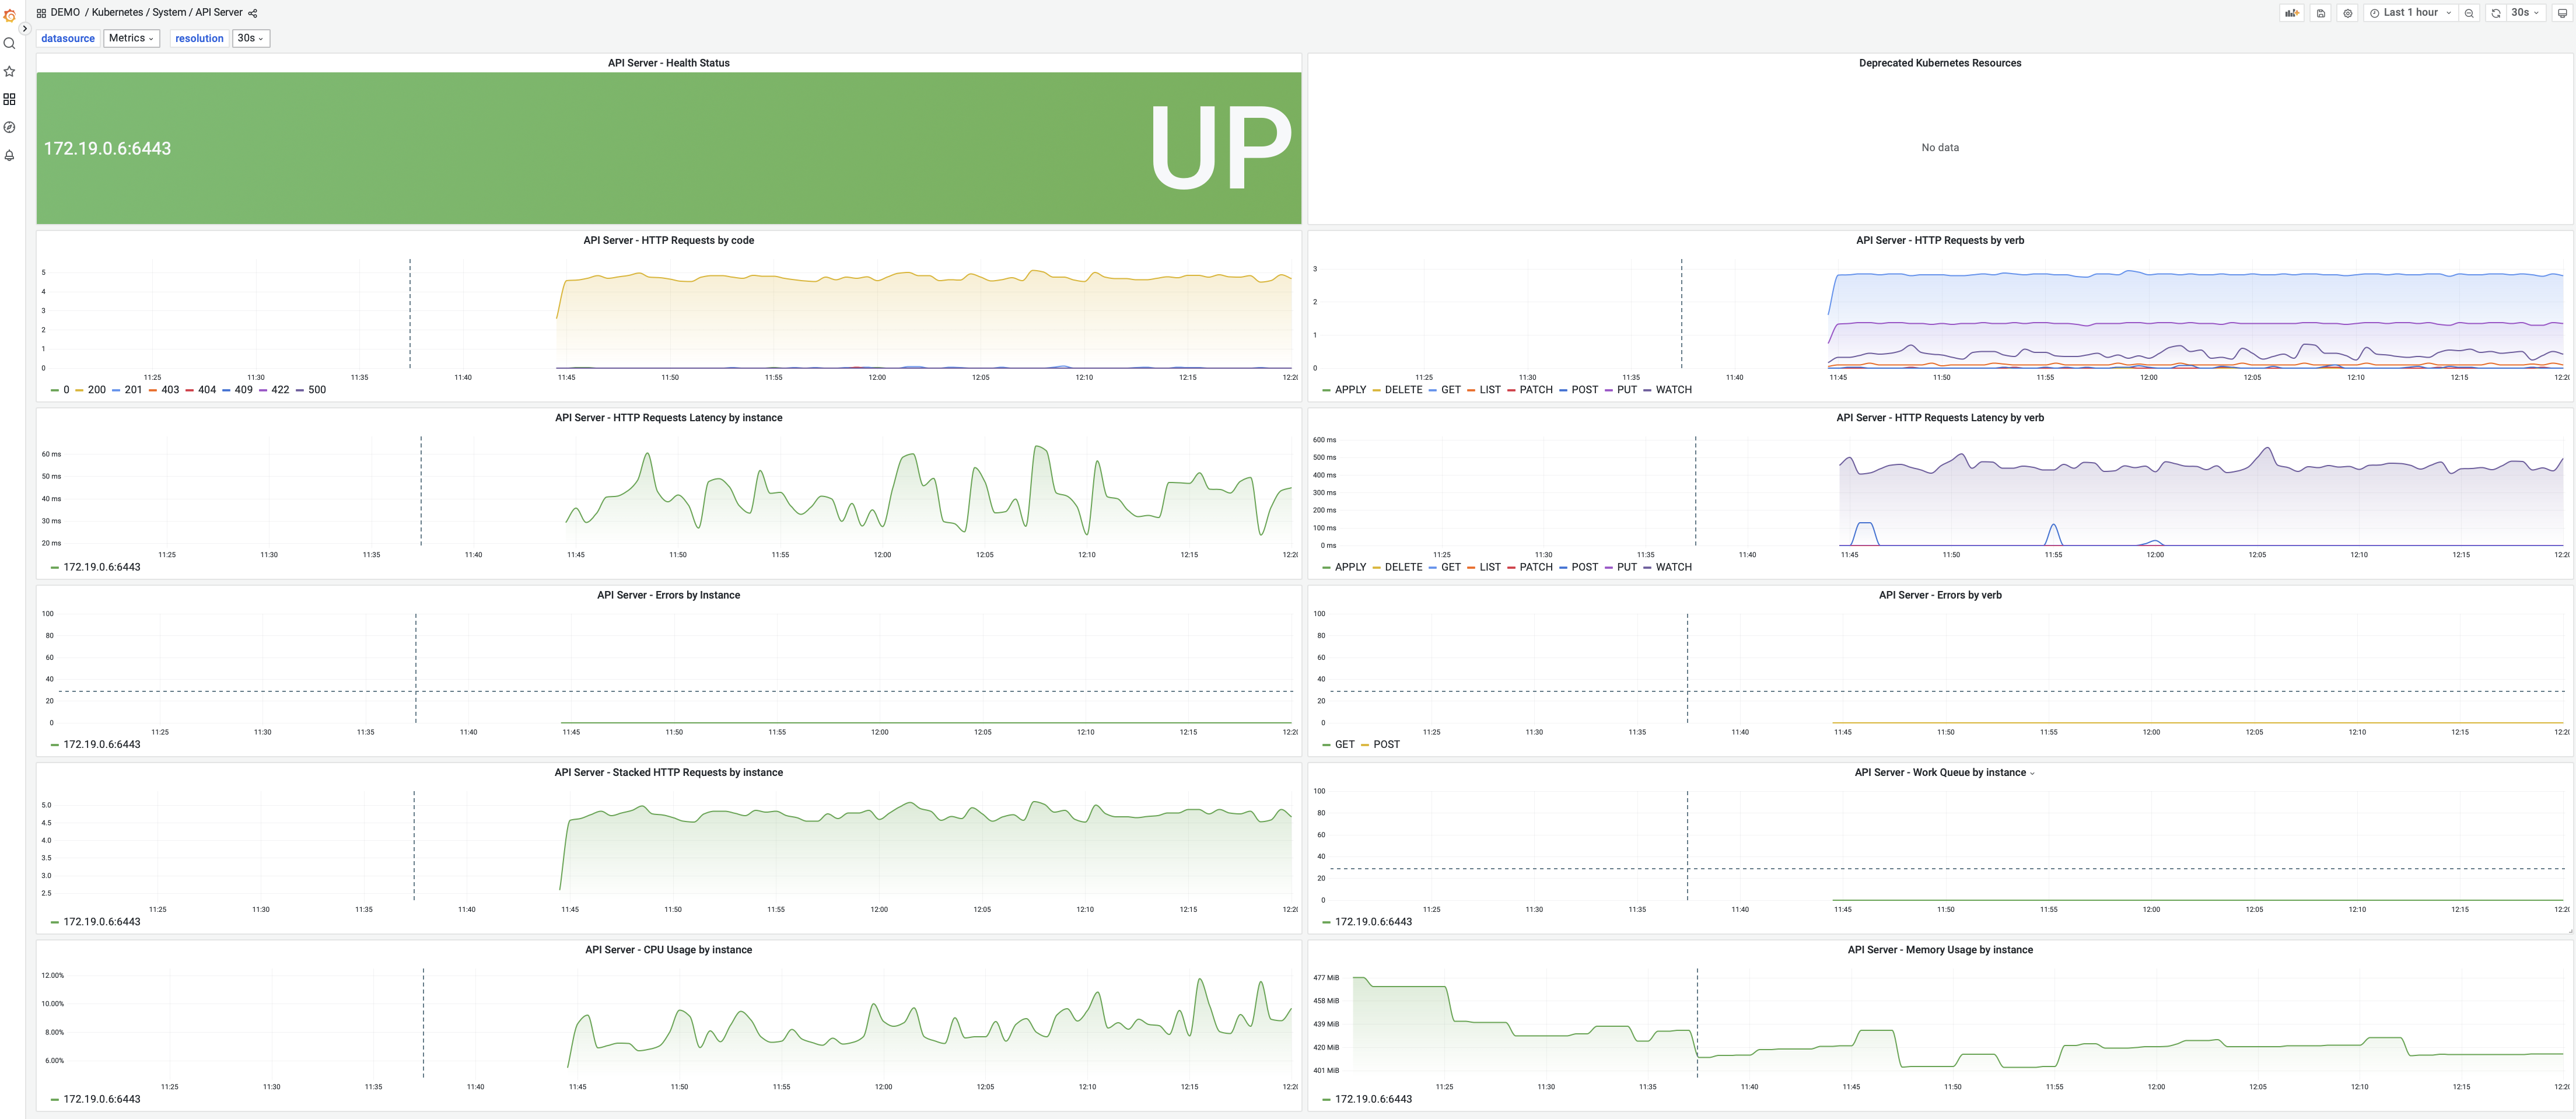 DEMO / Kubernetes / System / API Server
Last 1 hour 30s
datasource Metrics resolution 30s
API Server - Health Status
172.19.0.6:6443
UP
Deprecated Kubernetes Resources
No data
API Server - HTTP Requests by code
5
4
3
2
1
0
11:25 11:30 11:35 11:40 11:45 11:50 11:55 12:00 12:05 12:10 12:15 12:20
0 200 201 403 404 409 422 500
API Server - HTTP Requests by verb
3
2
1
0
11:25 11:30 11:35 11:40 11:45 11:50 11:55 12:00 12:05 12:10 12:15 12:20
APPLY DELETE GET LIST PATCH POST PUT WATCH
API Server - HTTP Requests Latency by instance
60 ms
50 ms
40 ms
30 ms
20 ms
11:25 11:30 11:35 11:40 11:45 11:50 11:55 12:00 12:05 12:10 12:15 12:20
172.19.0.6:6443
API Server - HTTP Requests Latency by verb
600 ms
500 ms
400 ms
300 ms
200 ms
100 ms
0 ms
11:25 11:30 11:35 11:40 11:45 11:50 11:55 12:00 12:05 12:10 12:15 12:20
APPLY DELETE GET LIST PATCH POST PUT WATCH
API Server - Errors by Instance
100
80
60
40
20
0
11:25 11:30 11:35 11:40 11:45 11:50 11:55 12:00 12:05 12:10 12:15 12:20
172.19.0.6:6443
API Server - Errors by verb
100
80
60
40
20
0
11:25 11:30 11:35 11:40 11:45 11:50 11:55 12:00 12:05 12:10 12:15 12:20
GET POST
API Server - Stacked HTTP Requests by instance
5.0
4.5
4.0
3.5
3.0
2.5
11:25 11:30 11:35 11:40 11:45 11:50 11:55 12:00 12:05 12:10 12:15 12:20
172.19.0.6:6443
API Server - Work Queue by instance
100
80
60
40
20
0
11:25 11:30 11:35 11:40 11:45 11:50 11:55 12:00 12:05 12:10 12:15 12:20
172.19.0.6:6443
API Server - CPU Usage by instance
12.00%
10.00%
8.00%
6.00%
11:25 11:30 11:35 11:40 11:45 11:50 11:55 12:00 12:05 12:10 12:15 12:20
172.19.0.6:6443
API Server - Memory Usage by instance
477 MiB
458 MiB
439 MiB
420 MiB
401 MiB
11:25 11:30 11:35 11:40 11:45 11:50 11:55 12:00 12:05 12:10 12:15 12:20
172.19.0.6:6443